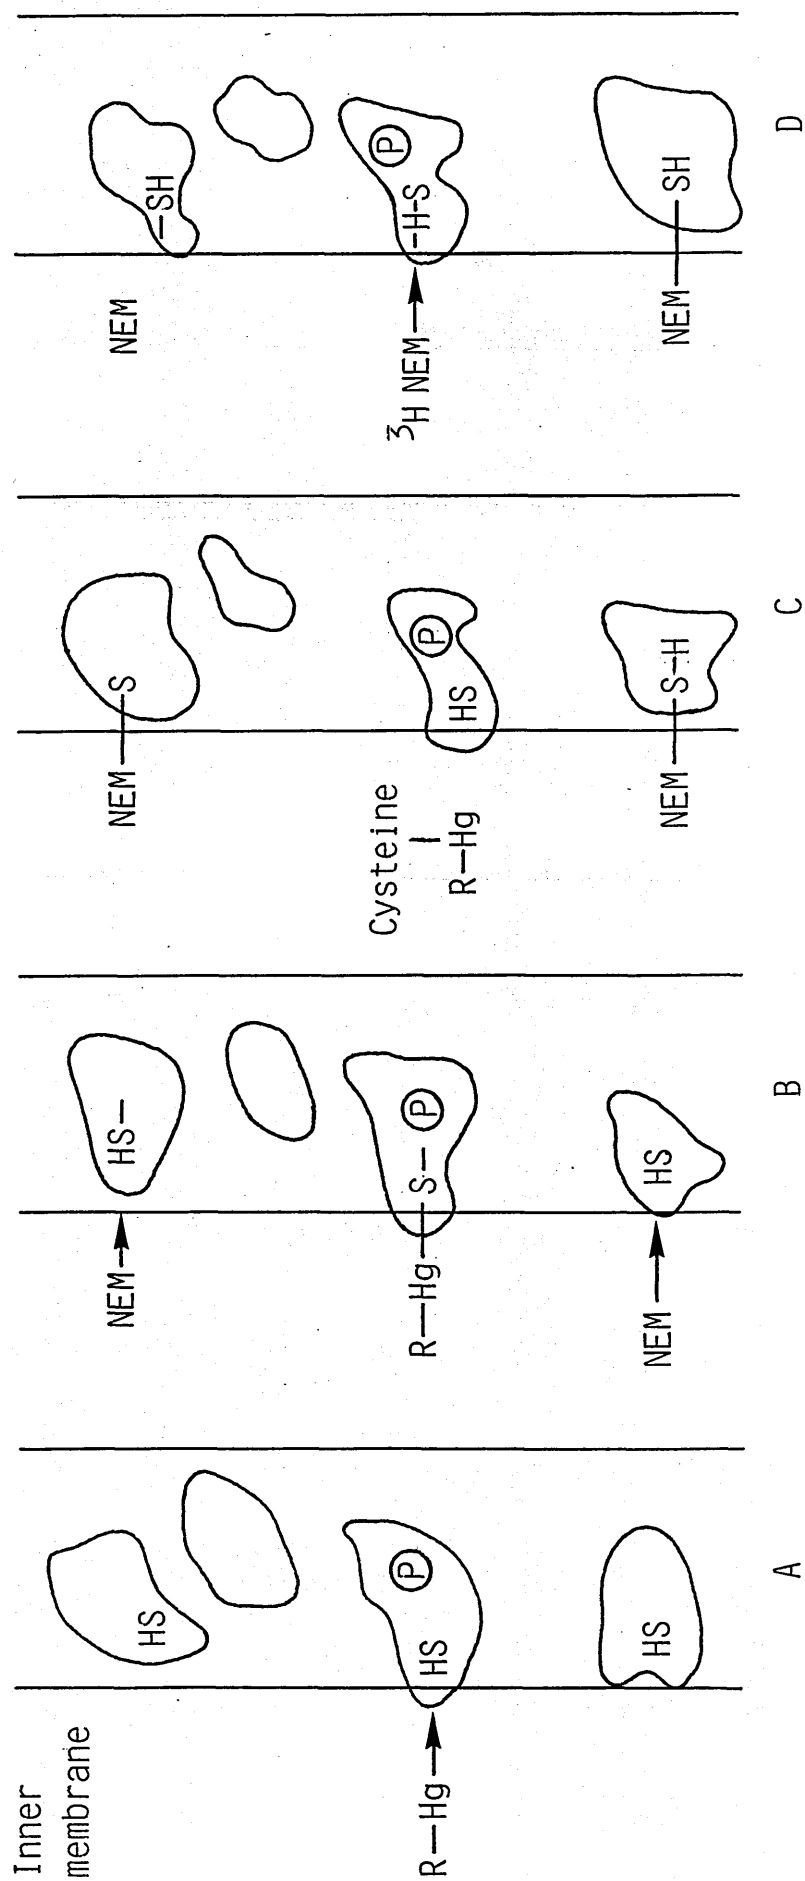 Inner
membrane
HS
R—Hg HS P
HS
A
NEM HS—
R—Hg—S— P
NEM HS
B
NEM—S
Cysteine
R—Hg HS P
NEM—S—H
C
NEM —SH
³H NEM —H—S P
NEM—SH
D